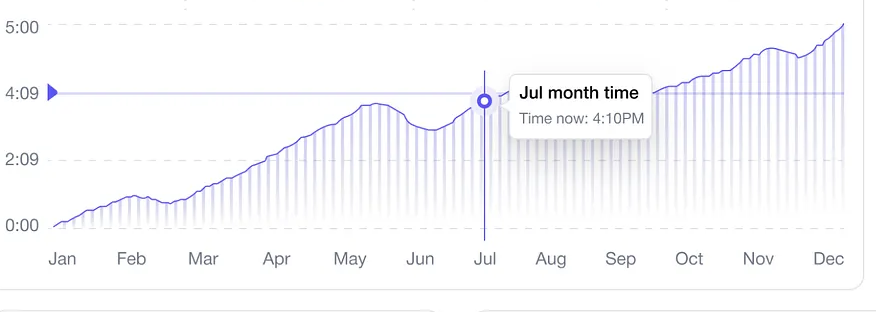 5:00
4:09
Jul month time
Time now: 4:10PM
2:09
0:00
Jan Feb Mar Apr May Jun Jul Aug Sep Oct Nov Dec